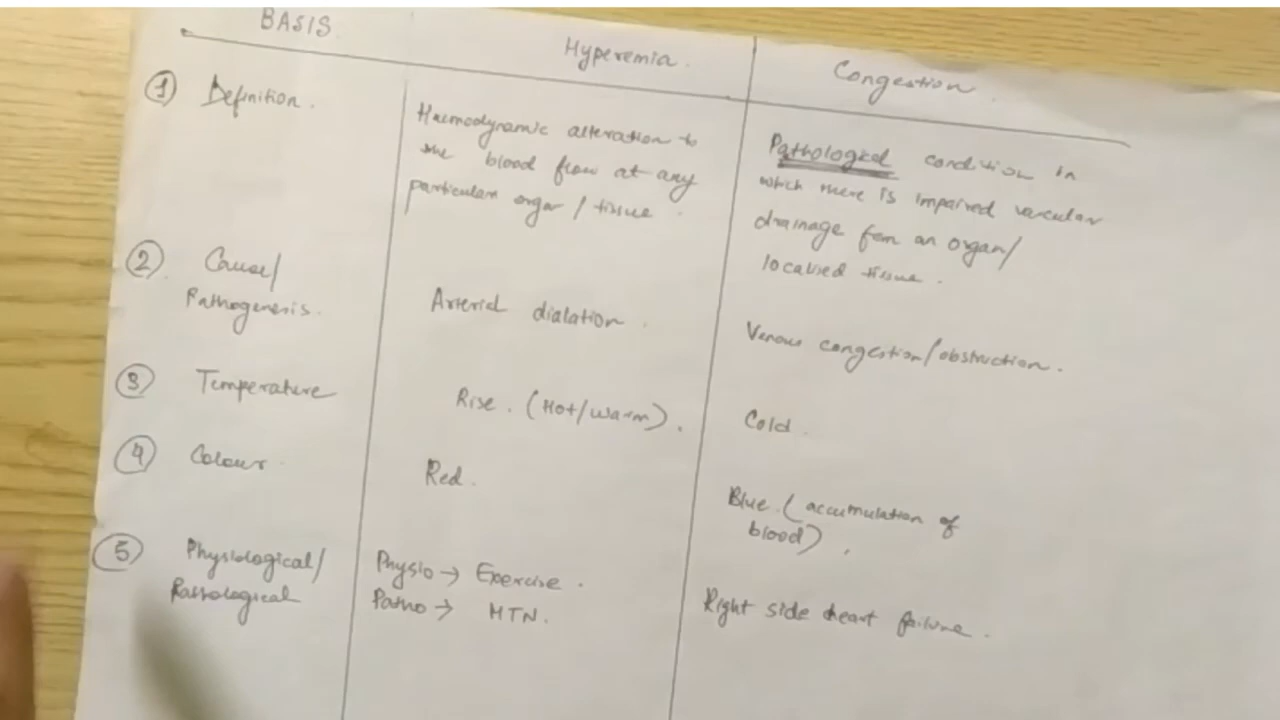 BASIS
Hyperemia.
Congestion.
① Definition.
Haemodynamic alteration to
the blood flow at any
particular organ / tissue.
Pathological condition in
which there is impaired vascular
drainage from an organ/
localised tissue.
② Cause/
Pathogenesis.
Arterial dialation.
Venous congestion/obstruction.
③ Temperature
Rise. (Hot/warm).
Cold.
④ Colour.
Red.
Blue. (accumulation of
blood).
⑤ Physiological/
Pathological
Physio → Exercise.
Patho → HTN.
Right side heart failure.